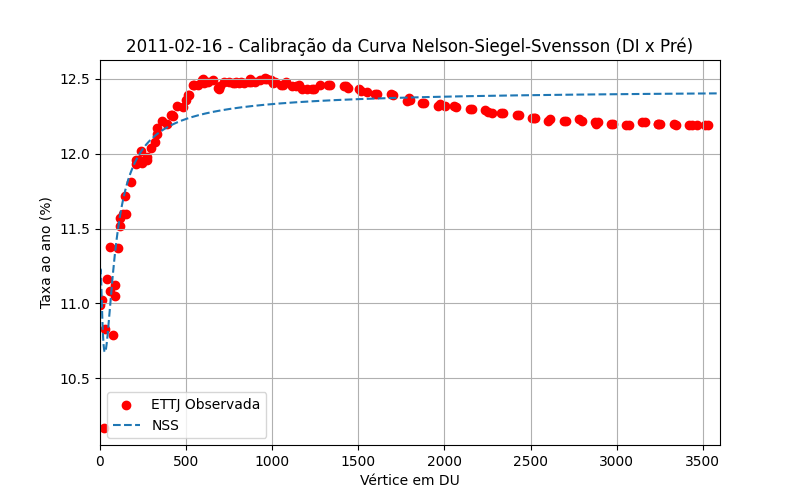 2011-02-16 - Calibração da Curva Nelson-Siegel-Svensson (DI x Pré)
Taxa ao ano (%)
12.5
12.0
11.5
11.0
10.5
ETTJ Observada
NSS
0 500 1000 1500 2000 2500 3000 3500
Vértice em DU